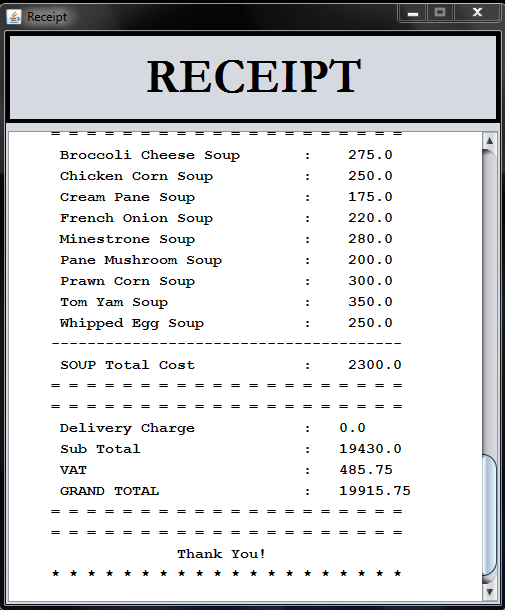 Receipt
RECEIPT
= = = = = = = = = = = = = = = = = = = =
Broccoli Cheese Soup : 275.0
Chicken Corn Soup : 250.0
Cream Pane Soup : 175.0
French Onion Soup : 220.0
Minestrone Soup : 280.0
Pane Mushroom Soup : 200.0
Prawn Corn Soup : 300.0
Tom Yam Soup : 350.0
Whipped Egg Soup : 250.0
---------------------------------------
SOUP Total Cost : 2300.0
= = = = = = = = = = = = = = = = = = = =
= = = = = = = = = = = = = = = = = = = =
Delivery Charge : 0.0
Sub Total : 19430.0
VAT : 485.75
GRAND TOTAL : 19915.75
= = = = = = = = = = = = = = = = = = = =
= = = = = = = = = = = = = = = = = = = =
Thank You!
* * * * * * * * * * * * * * * * * * * *